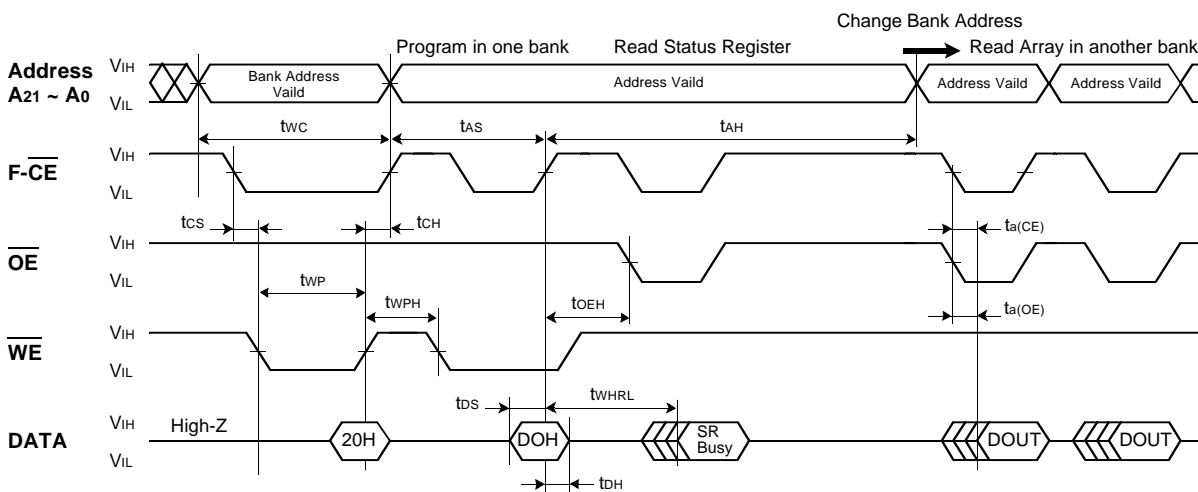 Change Bank Address
Program in one bank Read Status Register Read Array in another bank
Address
A21 ~ A0
VIH
VIL
Bank Address
Vaild
Address Vaild
Address Vaild
Address Vaild
tWC
tAS
tAH
F-CE
VIH
VIL
tCS
tCH
ta(CE)
OE
VIH
VIL
tWP
tWPH
tOEH
ta(OE)
WE
VIH
VIL
tDS
tWHRL
DATA
VIH
VIL
High-Z
20H
DOH
SR
Busy
DOUT
DOUT
tDH